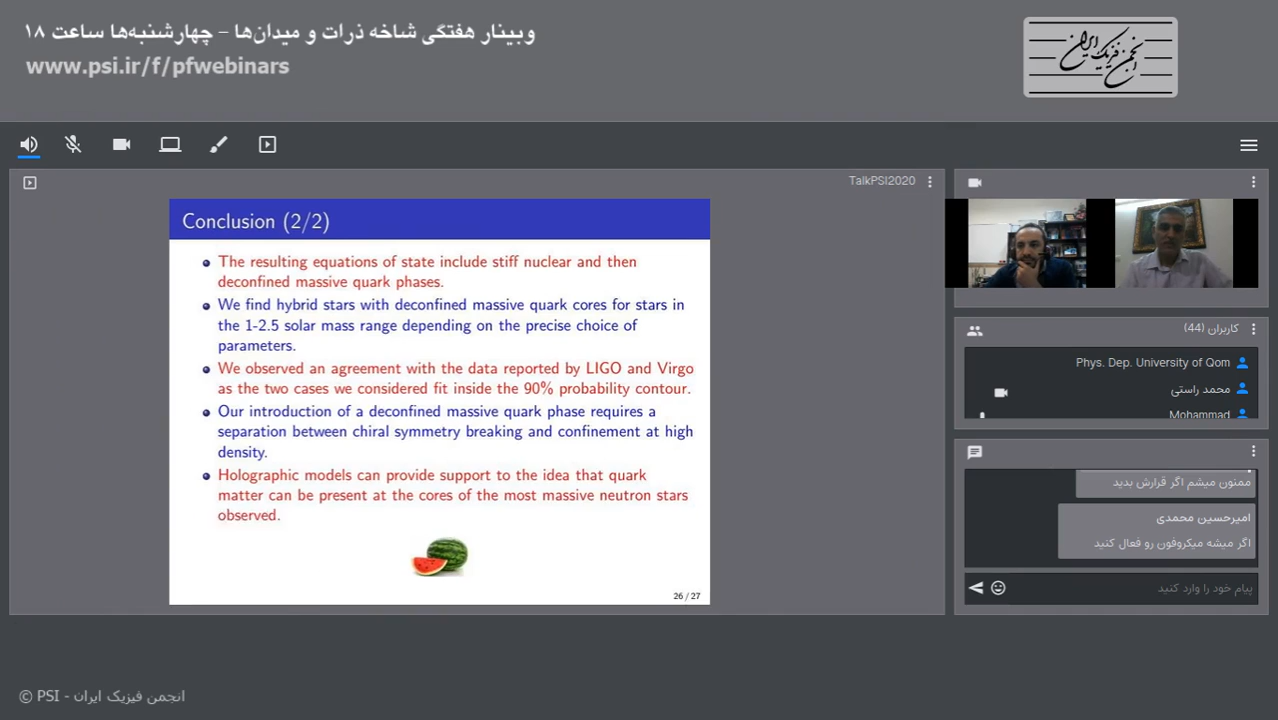 وبینار هفتگی شاخه ذرات و میدان‌ها – چهارشنبه‌ها ساعت ۱۸
www.psi.ir/f/pfwebinars
انجمن فیزیک ایران
TalkPSI2020
Conclusion (2/2)
The resulting equations of state include stiff nuclear and then
deconfined massive quark phases.
We find hybrid stars with deconfined massive quark cores for stars in
the 1-2.5 solar mass range depending on the precise choice of
parameters.
We observed an agreement with the data reported by LIGO and Virgo
as the two cases we considered fit inside the 90% probability contour.
Our introduction of a deconfined massive quark phase requires a
separation between chiral symmetry breaking and confinement at high
density.
Holographic models can provide support to the idea that quark
matter can be present at the cores of the most massive neutron stars
observed.
26 / 27
کاربران (44)
Phys. Dep. University of Qom
محمد راستی
Mohammad
ممنون میشم اگر قرارش بدید
امیرحسین محمدی
اگر میشه میکروفون رو فعال کنید
پیام خود را وارد کنید
© PSI - انجمن فیزیک ایران